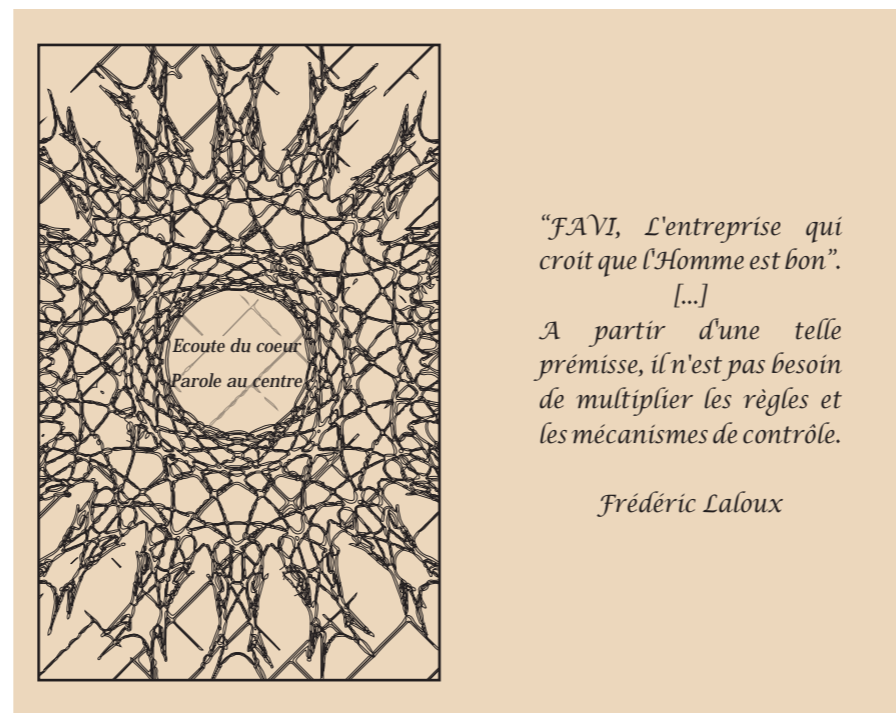 Ecoute du coeur
Parole au centre
“FAVI, L'entreprise qui
croit que l'Homme est bon”.
[...]
A partir d'une telle
prémisse, il n'est pas besoin
de multiplier les règles et
les mécanismes de contrôle.
Frédéric Laloux